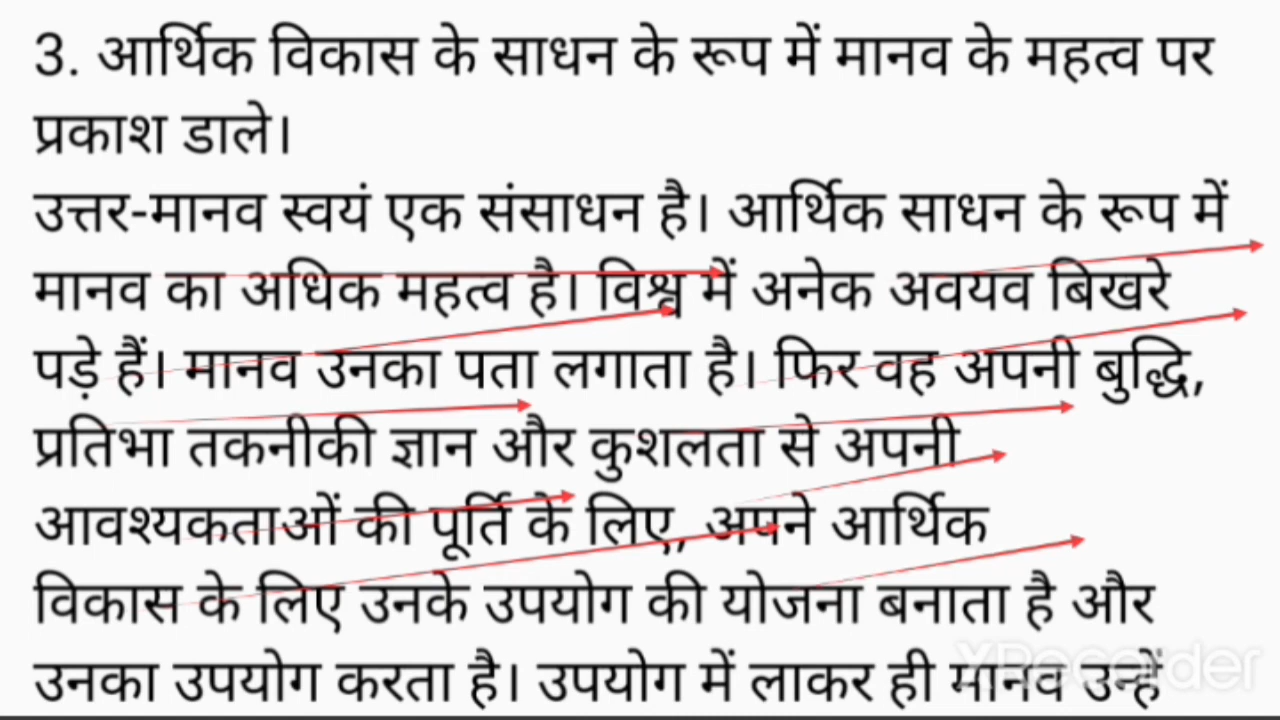 3. आर्थिक विकास के साधन के रूप में मानव के महत्व पर
प्रकाश डाले।
उत्तर-मानव स्वयं एक संसाधन है। आर्थिक साधन के रूप में
मानव का अधिक महत्व है। विश्व में अनेक अवयव बिखरे
पड़े हैं। मानव उनका पता लगाता है। फिर वह अपनी बुद्धि,
प्रतिभा तकनीकी ज्ञान और कुशलता से अपनी
आवश्यकताओं की पूर्ति के लिए, अपने आर्थिक
विकास के लिए उनके उपयोग की योजना बनाता है और
उनका उपयोग करता है। उपयोग में लाकर ही मानव उन्हें
XRecorder